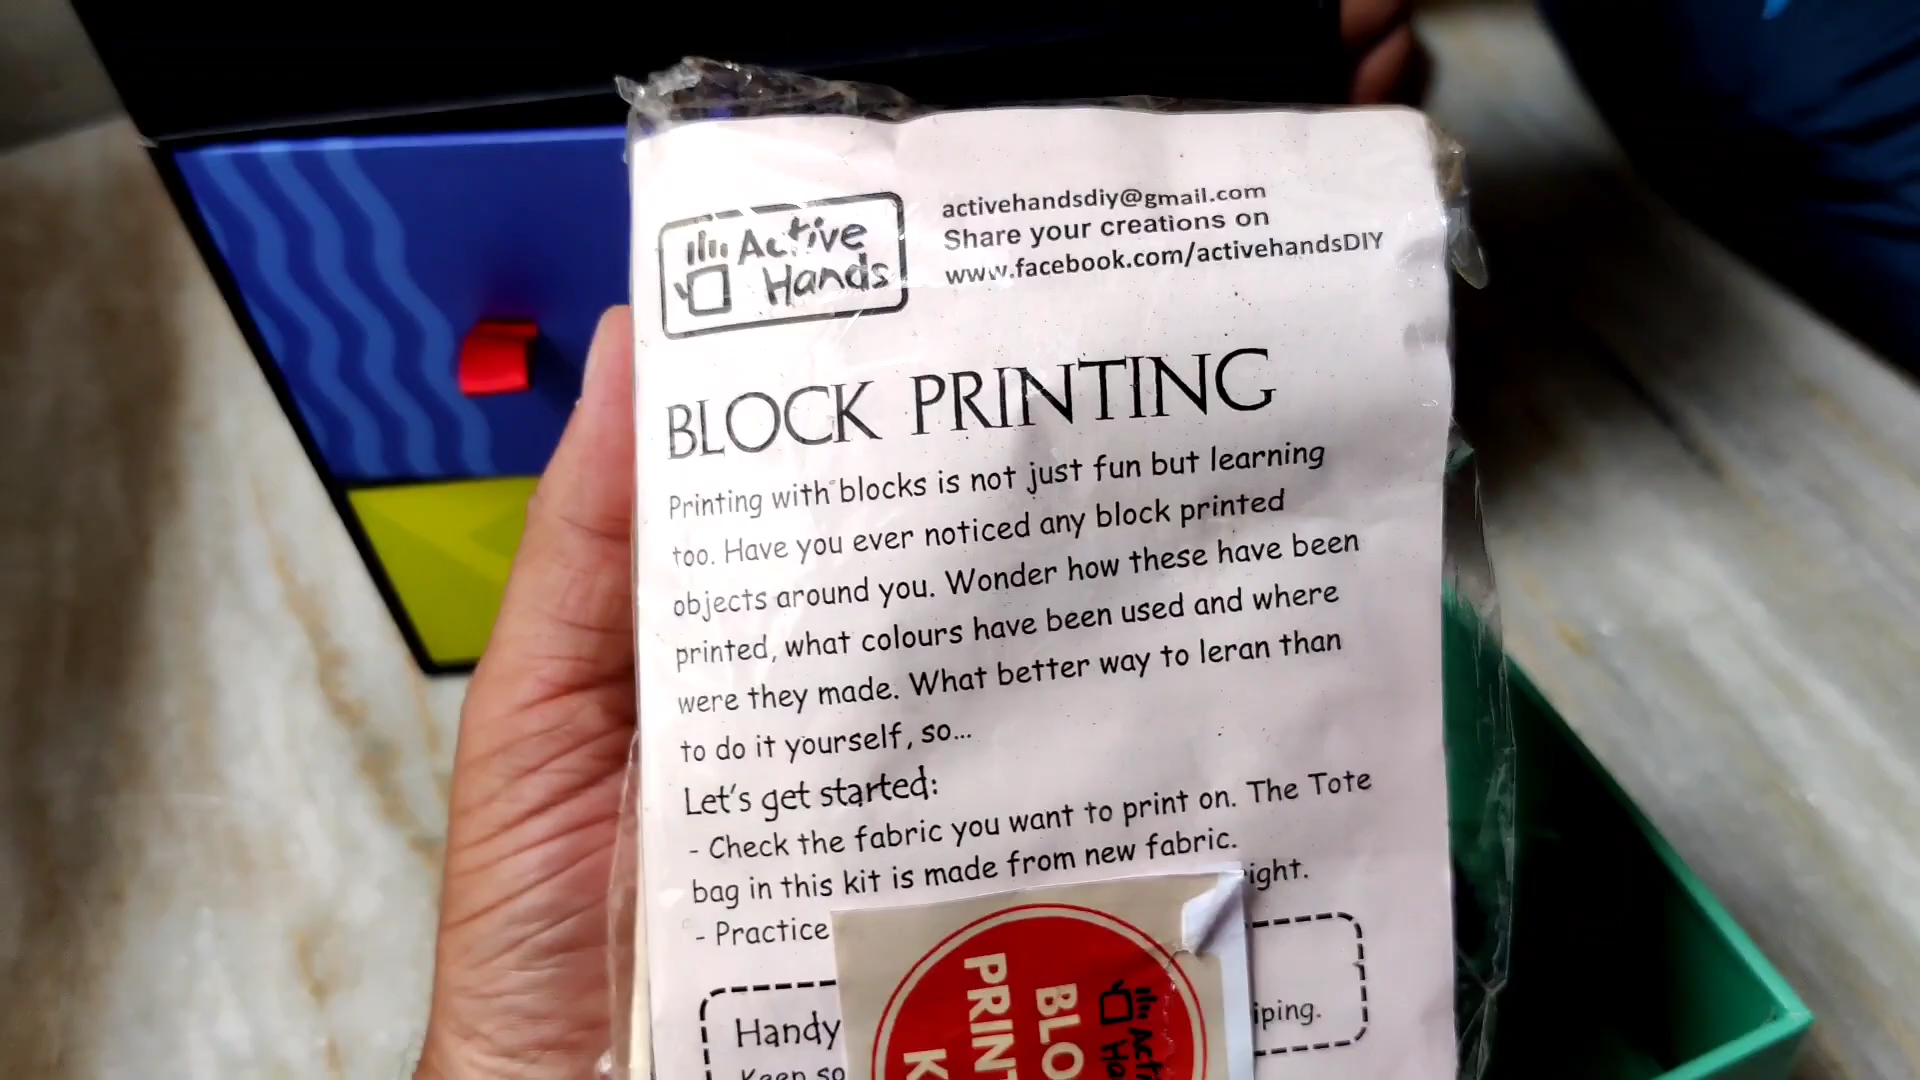 Active
Hands
activehandsdiy@gmail.com
Share your creations on
www.facebook.com/activehandsDIY
BLOCK PRINTING
Printing with blocks is not just fun but learning
too. Have you ever noticed any block printed
objects around you. Wonder how these have been
printed, what colours have been used and where
were they made. What better way to leran than
to do it yourself, so...
Let's get started:
- Check the fabric you want to print on. The Tote
bag in this kit is made from new fabric.
- Practice
Handy